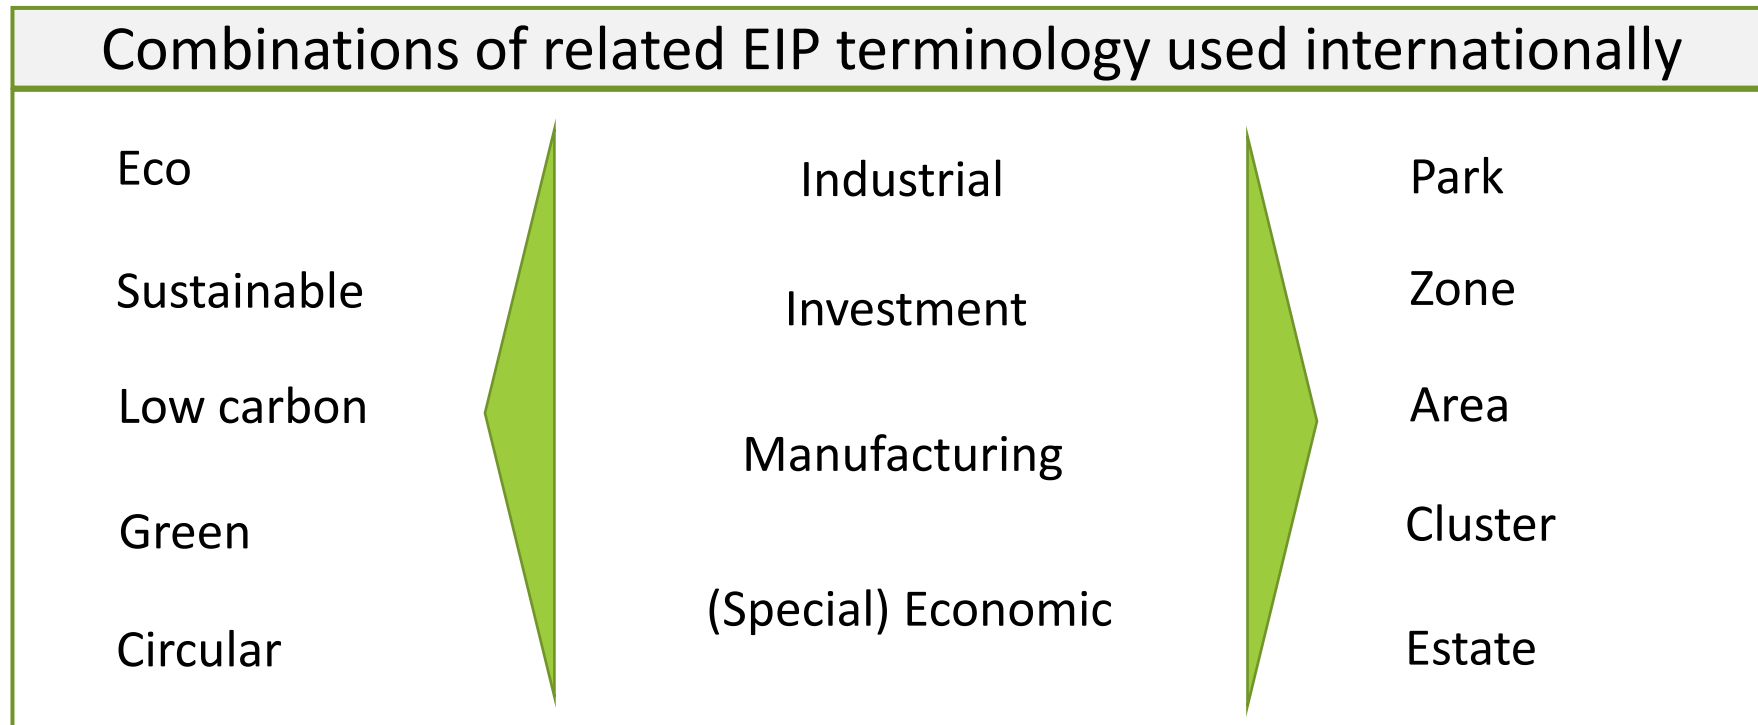 Combinations of related EIP terminology used internationally
Eco
Sustainable
Low carbon
Green
Circular
Industrial
Investment
Manufacturing
(Special) Economic
Park
Zone
Area
Cluster
Estate